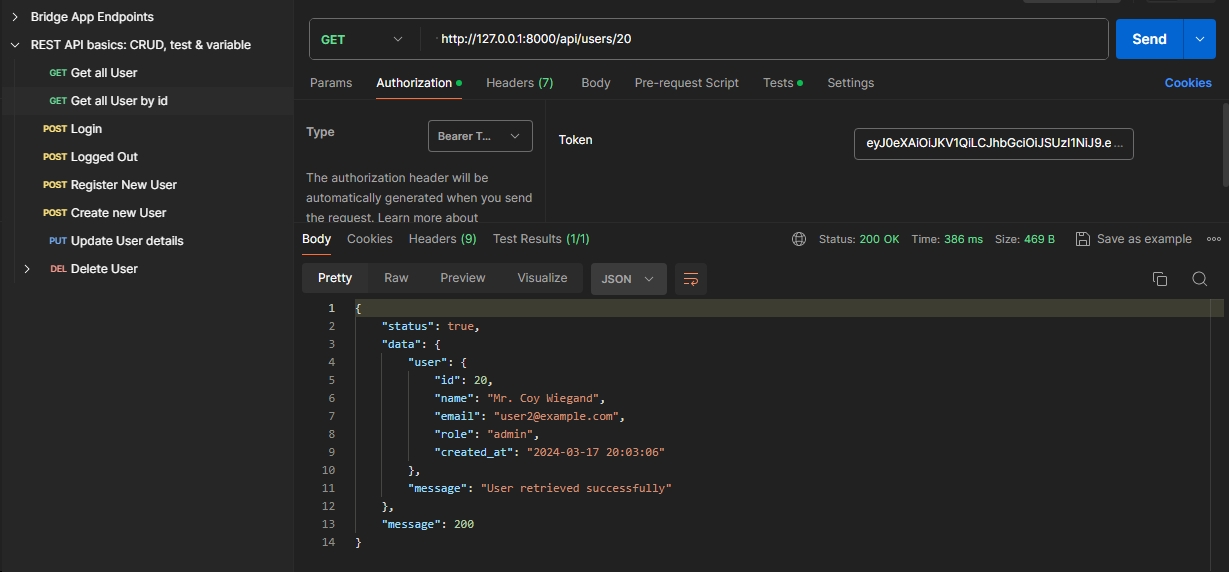 Bridge App Endpoints
REST API basics: CRUD, test & variable
GET Get all User
GET Get all User by id
POST Login
POST Logged Out
POST Register New User
POST Create new User
PUT Update User details
DEL Delete User
GET http://127.0.0.1:8000/api/users/20 Send
Params Authorization Headers (7) Body Pre-request Script Tests Settings Cookies
Type Bearer T... Token eyJ0eXAiOiJKV1QiLCJhbGciOiJSUzI1NiJ9.e ...
The authorization header will be
automatically generated when you send
the request. Learn more about
Body Cookies Headers (9) Test Results (1/1) Status: 200 OK Time: 386 ms Size: 469 B Save as example
Pretty Raw Preview Visualize JSON
1 {
2 "status": true,
3 "data": {
4 "user": {
5 "id": 20,
6 "name": "Mr. Coy Wiegand",
7 "email": "user2@example.com",
8 "role": "admin",
9 "created_at": "2024-03-17 20:03:06"
10 },
11 "message": "User retrieved successfully"
12 },
13 "message": 200
14 }